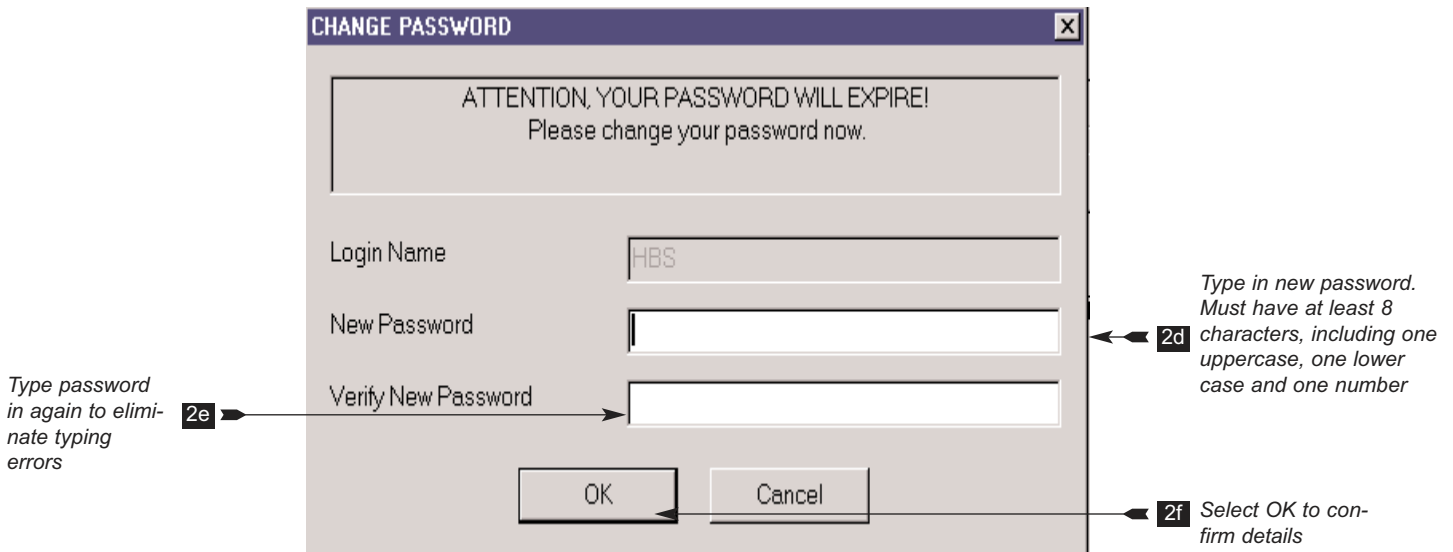 CHANGE PASSWORD
ATTENTION, YOUR PASSWORD WILL EXPIRE!
Please change your password now.
Login Name
HBS
New Password
2d
Type in new password.
Must have at least 8
characters, including one
uppercase, one lower
case and one number
Type password
in again to elimi-
nate typing
errors
2e
Verify New Password
OK
Cancel
2f
Select OK to con-
firm details